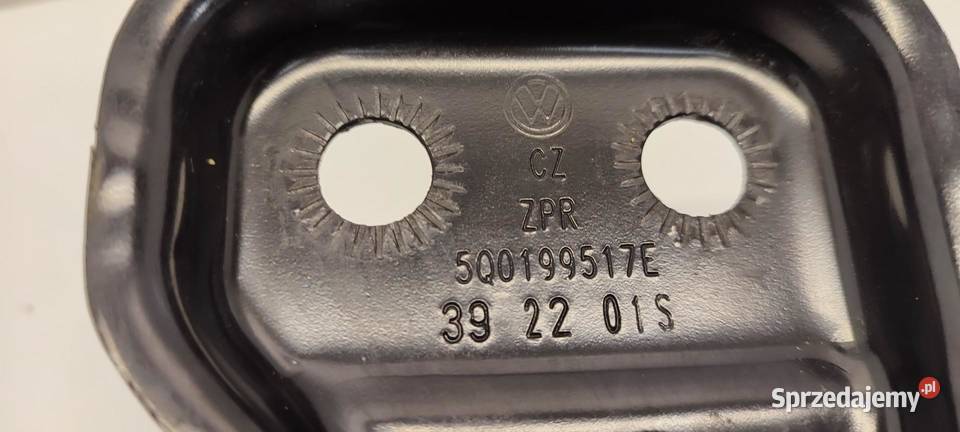 VW
CZ
ZPR
5Q0199517E
39 22 01S
Sprzedajemy.pl